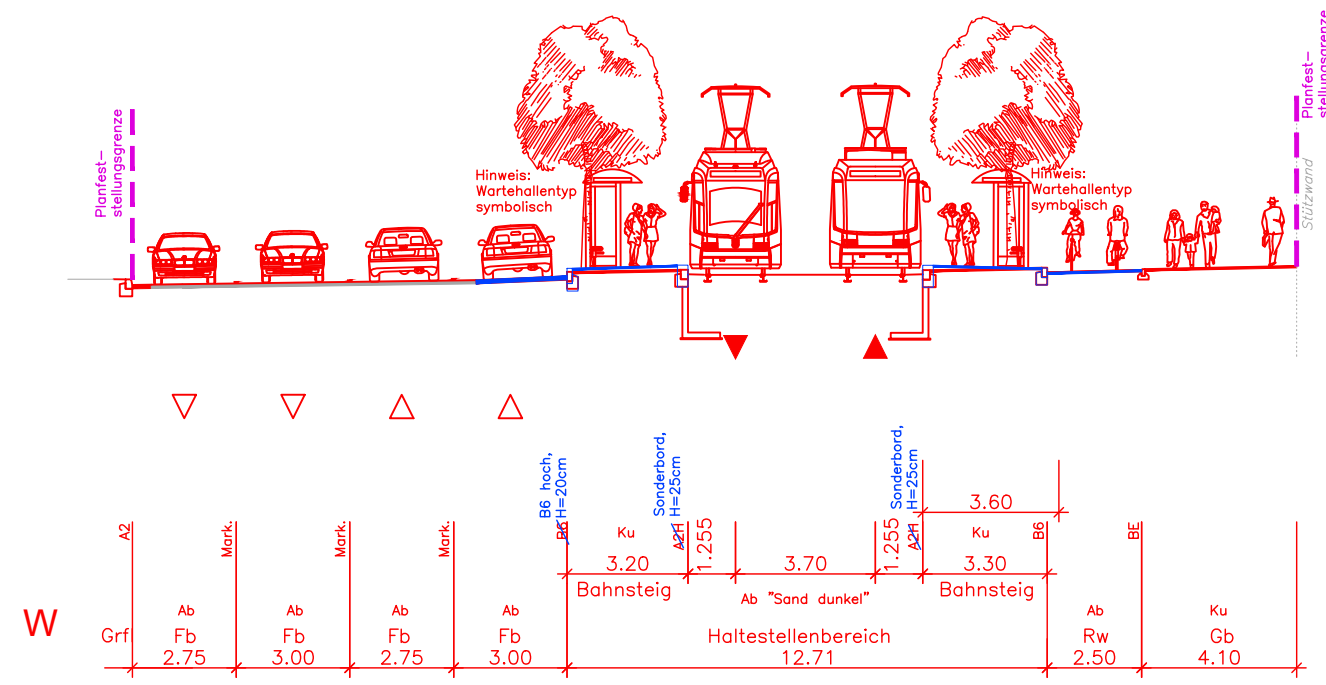 Planfest-
stellungsgrenze
Planfest-
stellungsgrenze
Stützwand
Hinweis:
Wartehallentyp
symbolisch
Hinweis:
Wartehallentyp
symbolisch
B6 hoch,
H=20cm
Sonderbord,
H=25cm
Sonderbord,
H=25cm
3.60
A2
Mark.
Mark.
Mark.
B6
A2H
1.255
1.255
A2H
B6
BE
Ku
Ku
3.20
3.70
3.30
Bahnsteig
Ab "Sand dunkel"
Bahnsteig
W
Ab
Ab
Ab
Ab
Ab
Ku
Grfl
Fb
Fb
Fb
Fb
Haltestellenbereich
Rw
Gb
2.75
3.00
2.75
3.00
12.71
2.50
4.10